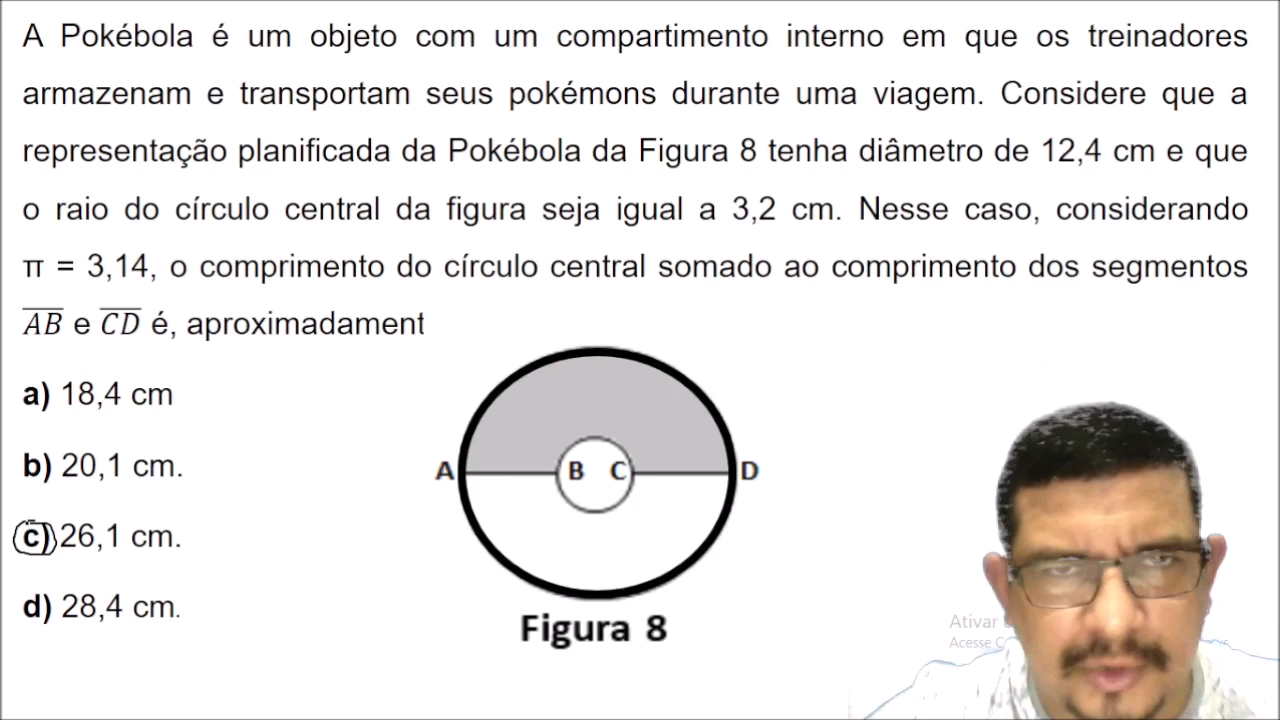 A Pokébola é um objeto com um compartimento interno em que os treinadores
armazenam e transportam seus pokémons durante uma viagem. Considere que a
representação planificada da Pokébola da Figura 8 tenha diâmetro de 12,4 cm e que
o raio do círculo central da figura seja igual a 3,2 cm. Nesse caso, considerando
π = 3,14, o comprimento do círculo central somado ao comprimento dos segmentos
A̅B̅ e C̅D̅ é, aproximadament
a) 18,4 cm
b) 20,1 cm.
c) 26,1 cm.
d) 28,4 cm.
A B C D
Figura 8
Ativar
Acesse